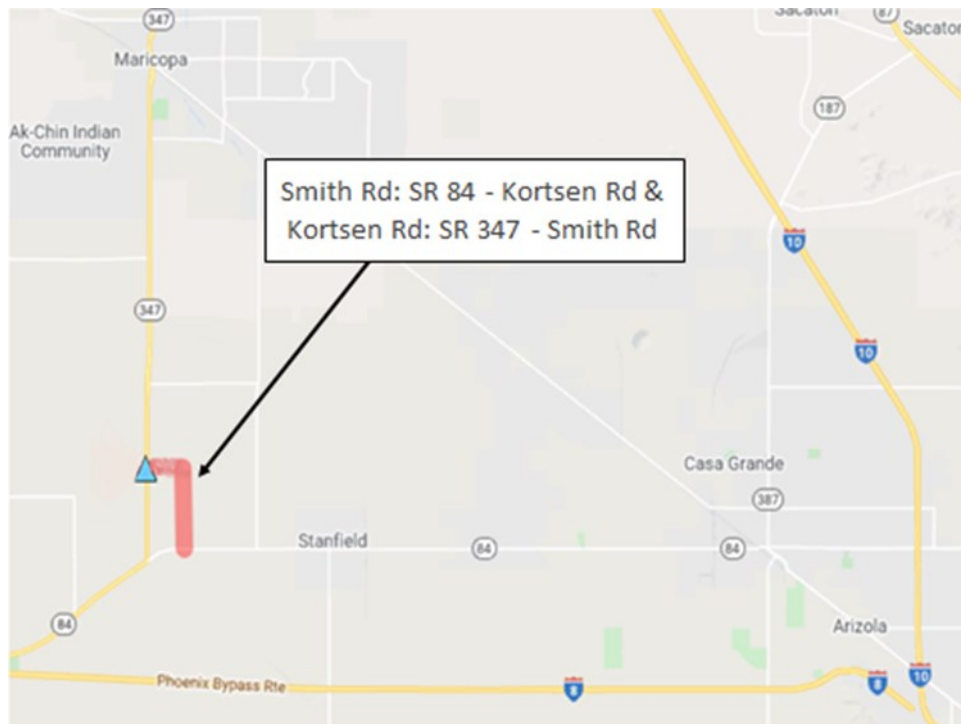 347
Sacaton
87
Sacaton
Maricopa
187
Ak-Chin Indian
Community
Smith Rd: SR 84 - Kortsen Rd &
Kortsen Rd: SR 347 - Smith Rd
10
347
10
Casa Grande
387
Stanfield
84
84
84
Arizola
Phoenix Bypass Rte
8
8
10